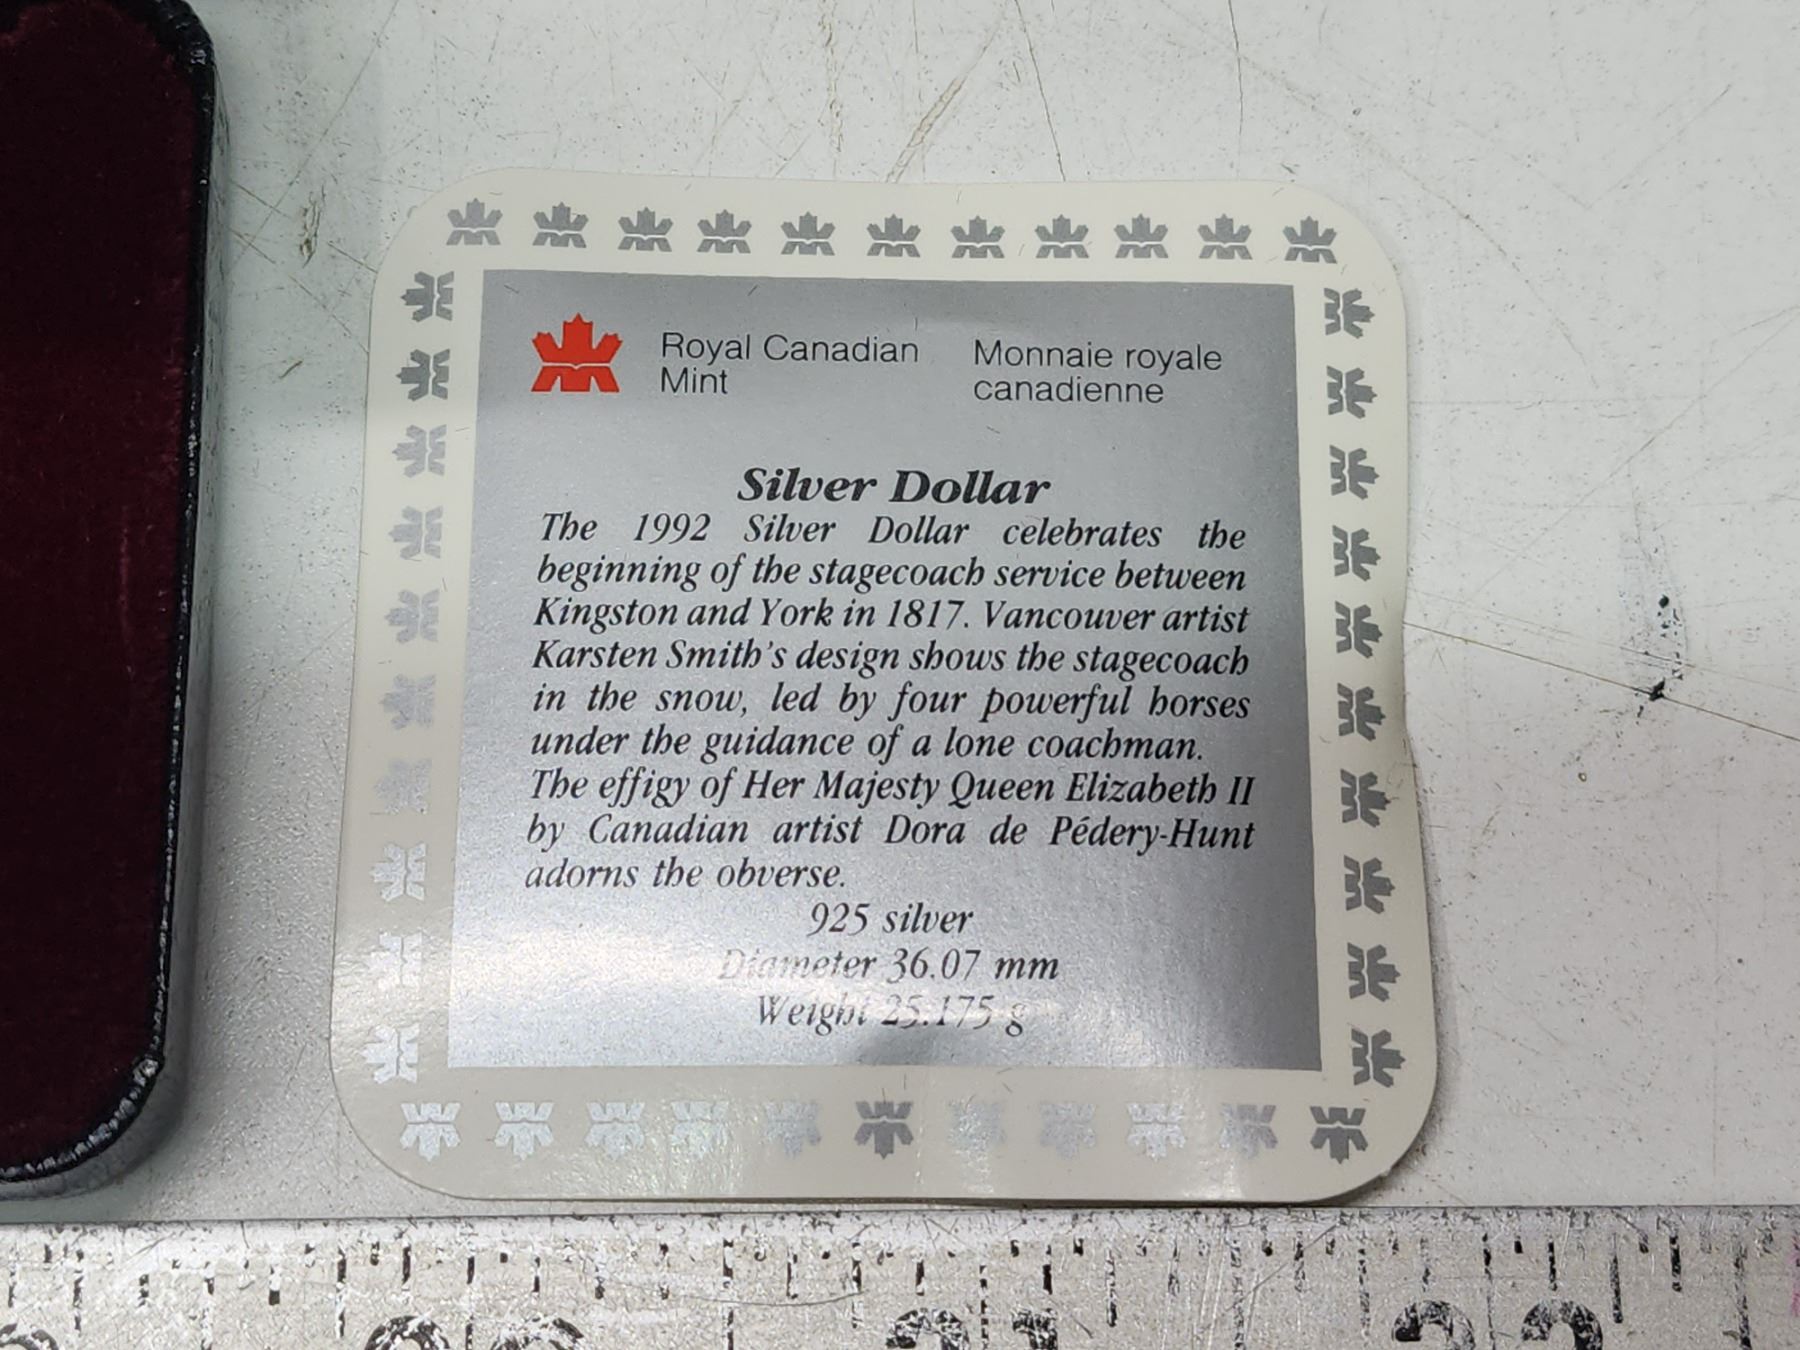 Royal Canadian Mint
Monnaie royale canadienne
Silver Dollar
The 1992 Silver Dollar celebrates the
beginning of the stagecoach service between
Kingston and York in 1817. Vancouver artist
Karsten Smith's design shows the stagecoach
in the snow, led by four powerful horses
under the guidance of a lone coachman.
The effigy of Her Majesty Queen Elizabeth II
by Canadian artist Dora de Pédery-Hunt
adorns the obverse.
925 silver
Diameter 36.07 mm
Weight 25.175 g